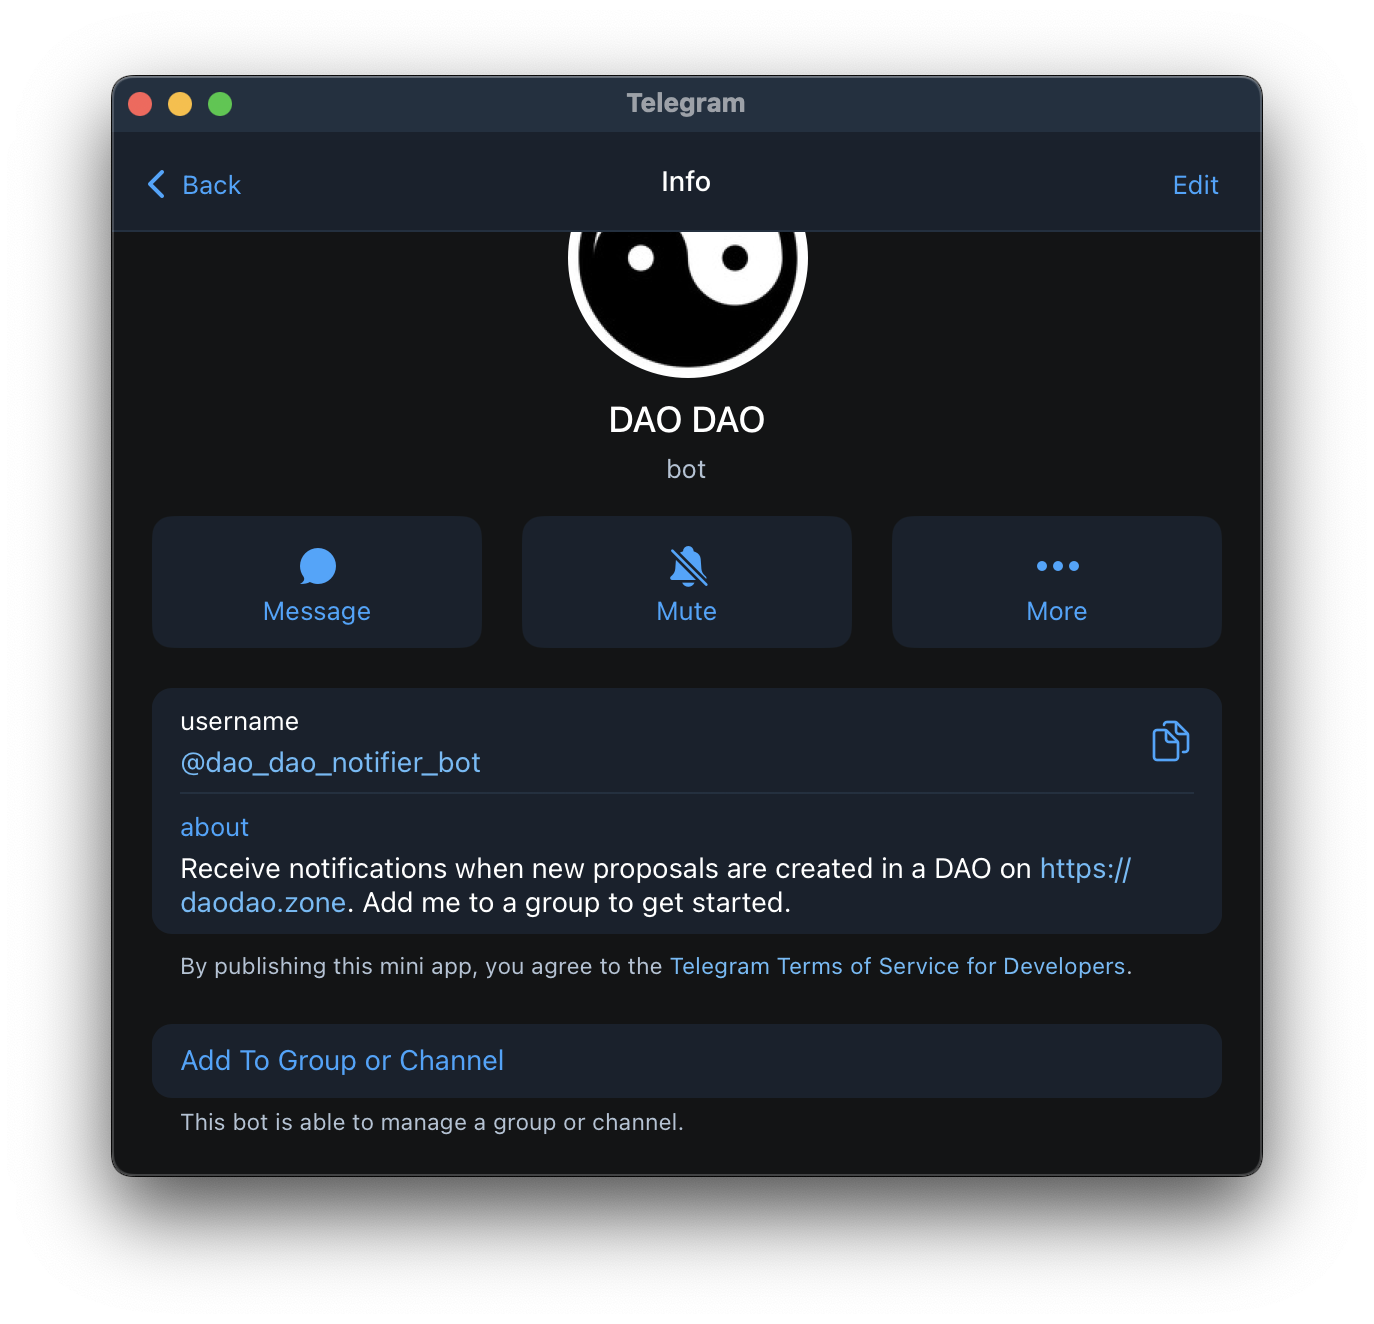 Telegram
Back
Info
Edit
DAO DAO
bot
Message
Mute
More
username
@dao_dao_notifier_bot
about
Receive notifications when new proposals are created in a DAO on https://
daodao.zone. Add me to a group to get started.
By publishing this mini app, you agree to the Telegram Terms of Service for Developers.
Add To Group or Channel
This bot is able to manage a group or channel.